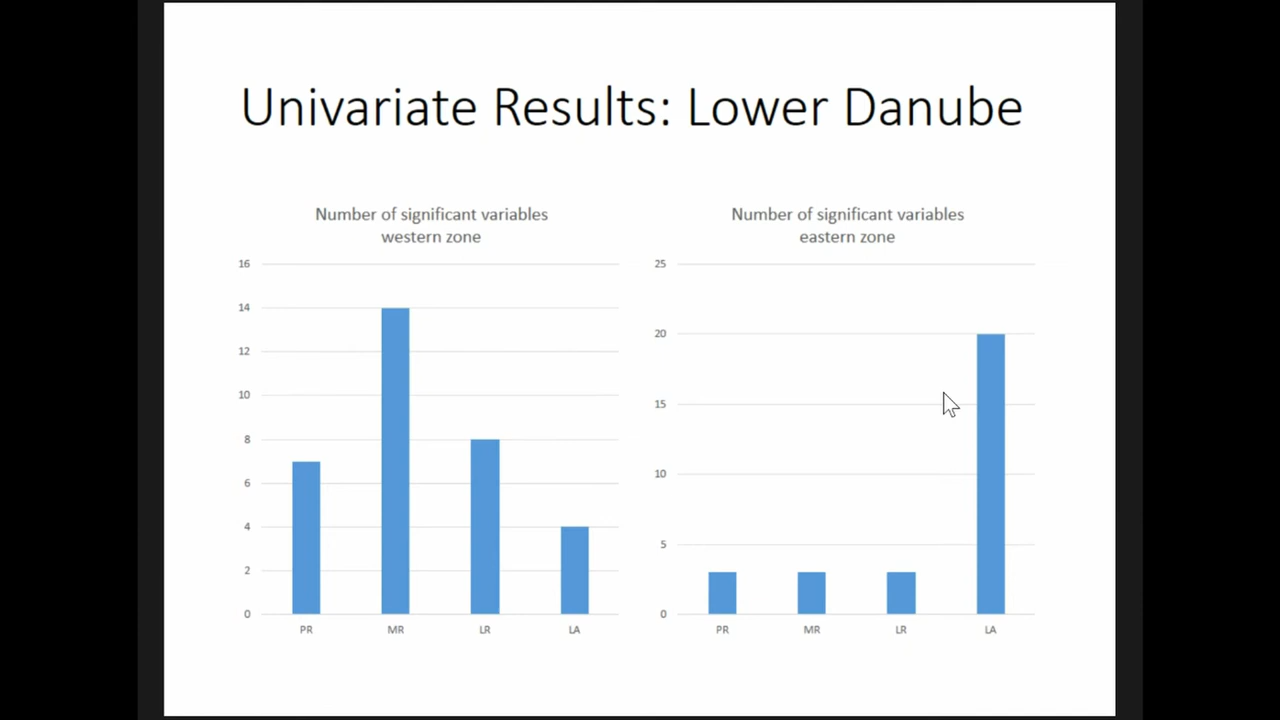 Univariate Results: Lower Danube
Number of significant variables
western zone
16
14
12
10
8
6
4
2
0
PR MR LR LA
Number of significant variables
eastern zone
25
20
15
10
5
0
PR MR LR LA